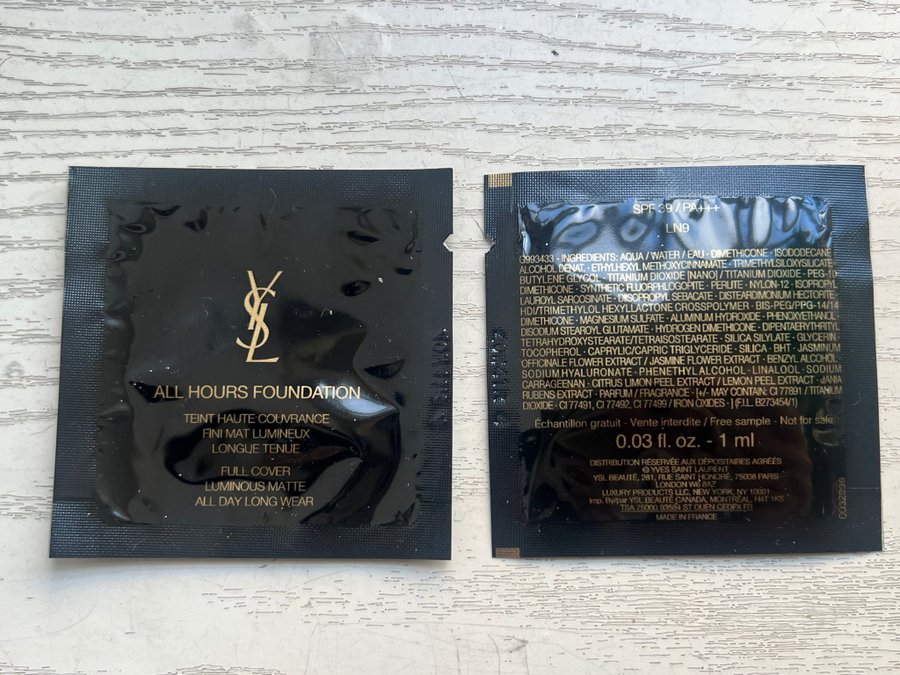 YSL
ALL HOURS FOUNDATION
TEINT HAUTE COUVRANCE
FINI MAT LUMINEUX
LONGUE TENUE
FULL COVER
LUMINOUS MATTE
ALL DAY LONG WEAR
SPF 39 / PA+++
LN9
G993433 · INGREDIENTS: AQUA / WATER / EAU · DIMETHICONE · ISODODECANE
ALCOHOL DENAT. · ETHYLHEXYL METHOXYCINNAMATE · TRIMETHYLSILOXYSILICATE
BUTYLENE GLYCOL · TITANIUM DIOXIDE [NANO] / TITANIUM DIOXIDE · PEG-10
DIMETHICONE · SYNTHETIC FLUORPHLOGOPITE · PERLITE · NYLON-12 · ISOPROPYL
LAUROYL SARCOSINATE · DIISOPROPYL SEBACATE · DISTEARDIMONIUM HECTORITE
HDI/TRIMETHYLOL HEXYLLACTONE CROSSPOLYMER · BIS-PEG/PPG-14/14
DIMETHICONE · MAGNESIUM SULFATE · ALUMINUM HYDROXIDE · PHENOXYETHANOL
DISODIUM STEAROYL GLUTAMATE · HYDROGEN DIMETHICONE · DIPENTAERYTHRITYL
TETRAHYDROXYSTEARATE/TETRAISOSTEARATE · SILICA SILYLATE · GLYCERIN
TOCOPHEROL · CAPRYLIC/CAPRIC TRIGLYCERIDE · SILICA · BHT · JASMINUM
OFFICINALE FLOWER EXTRACT / JASMINE FLOWER EXTRACT · BENZYL ALCOHOL
SODIUM HYALURONATE · PHENETHYL ALCOHOL · LINALOOL · SODIUM
CARRAGEENAN · CITRUS LIMON PEEL EXTRACT / LEMON PEEL EXTRACT · JANIA
RUBENS EXTRACT · PARFUM / FRAGRANCE · [+/- MAY CONTAIN. CI 77891 / TITANIUM
DIOXIDE · CI 77491, CI 77492, CI 77499 / IRON OXIDES · ] (F.I.L. B273454/1)
Échantillon gratuit - Vente interdite / Free sample - Not for sale
0.03 fl. oz. - 1 ml
DISTRIBUTION RÉSERVÉE AUX DÉPOSITAIRES AGRÉÉS
© YVES SAINT LAURENT
YSL BEAUTÉ, 281, RUE SAINT HONORÉ, 75008 PARIS
LONDON W6 8AZ
LUXURY PRODUCTS LLC, NEW YORK, NY 10001
Imp. By/par YSL BEAUTÉ CANADA, MONTRÉAL, H4T 1K5
TSA 75000 93584 ST OUEN CEDEX FR
MADE IN FRANCE